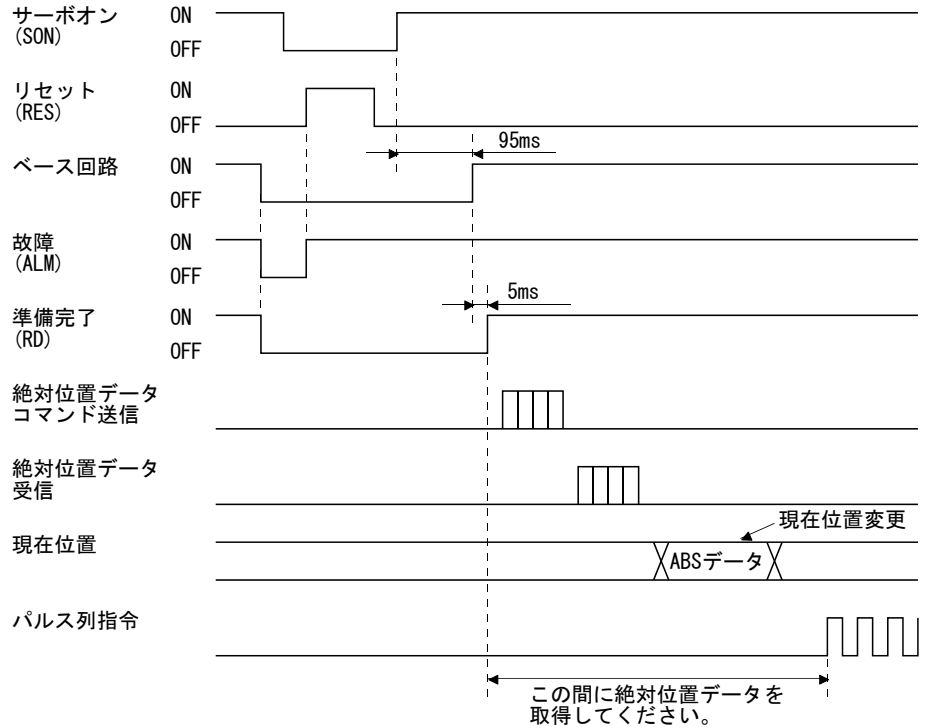 サーボオン ON
(SON)
OFF
リセット ON
(RES)
OFF
95ms
ベース回路 ON
OFF
故障 ON
(ALM)
OFF
5ms
準備完了 ON
(RD)
OFF
絶対位置データ
コマンド送信
絶対位置データ
受信
現在位置変更
現在位置
ABSデータ
パルス列指令
この間に絶対位置データを
取得してください。